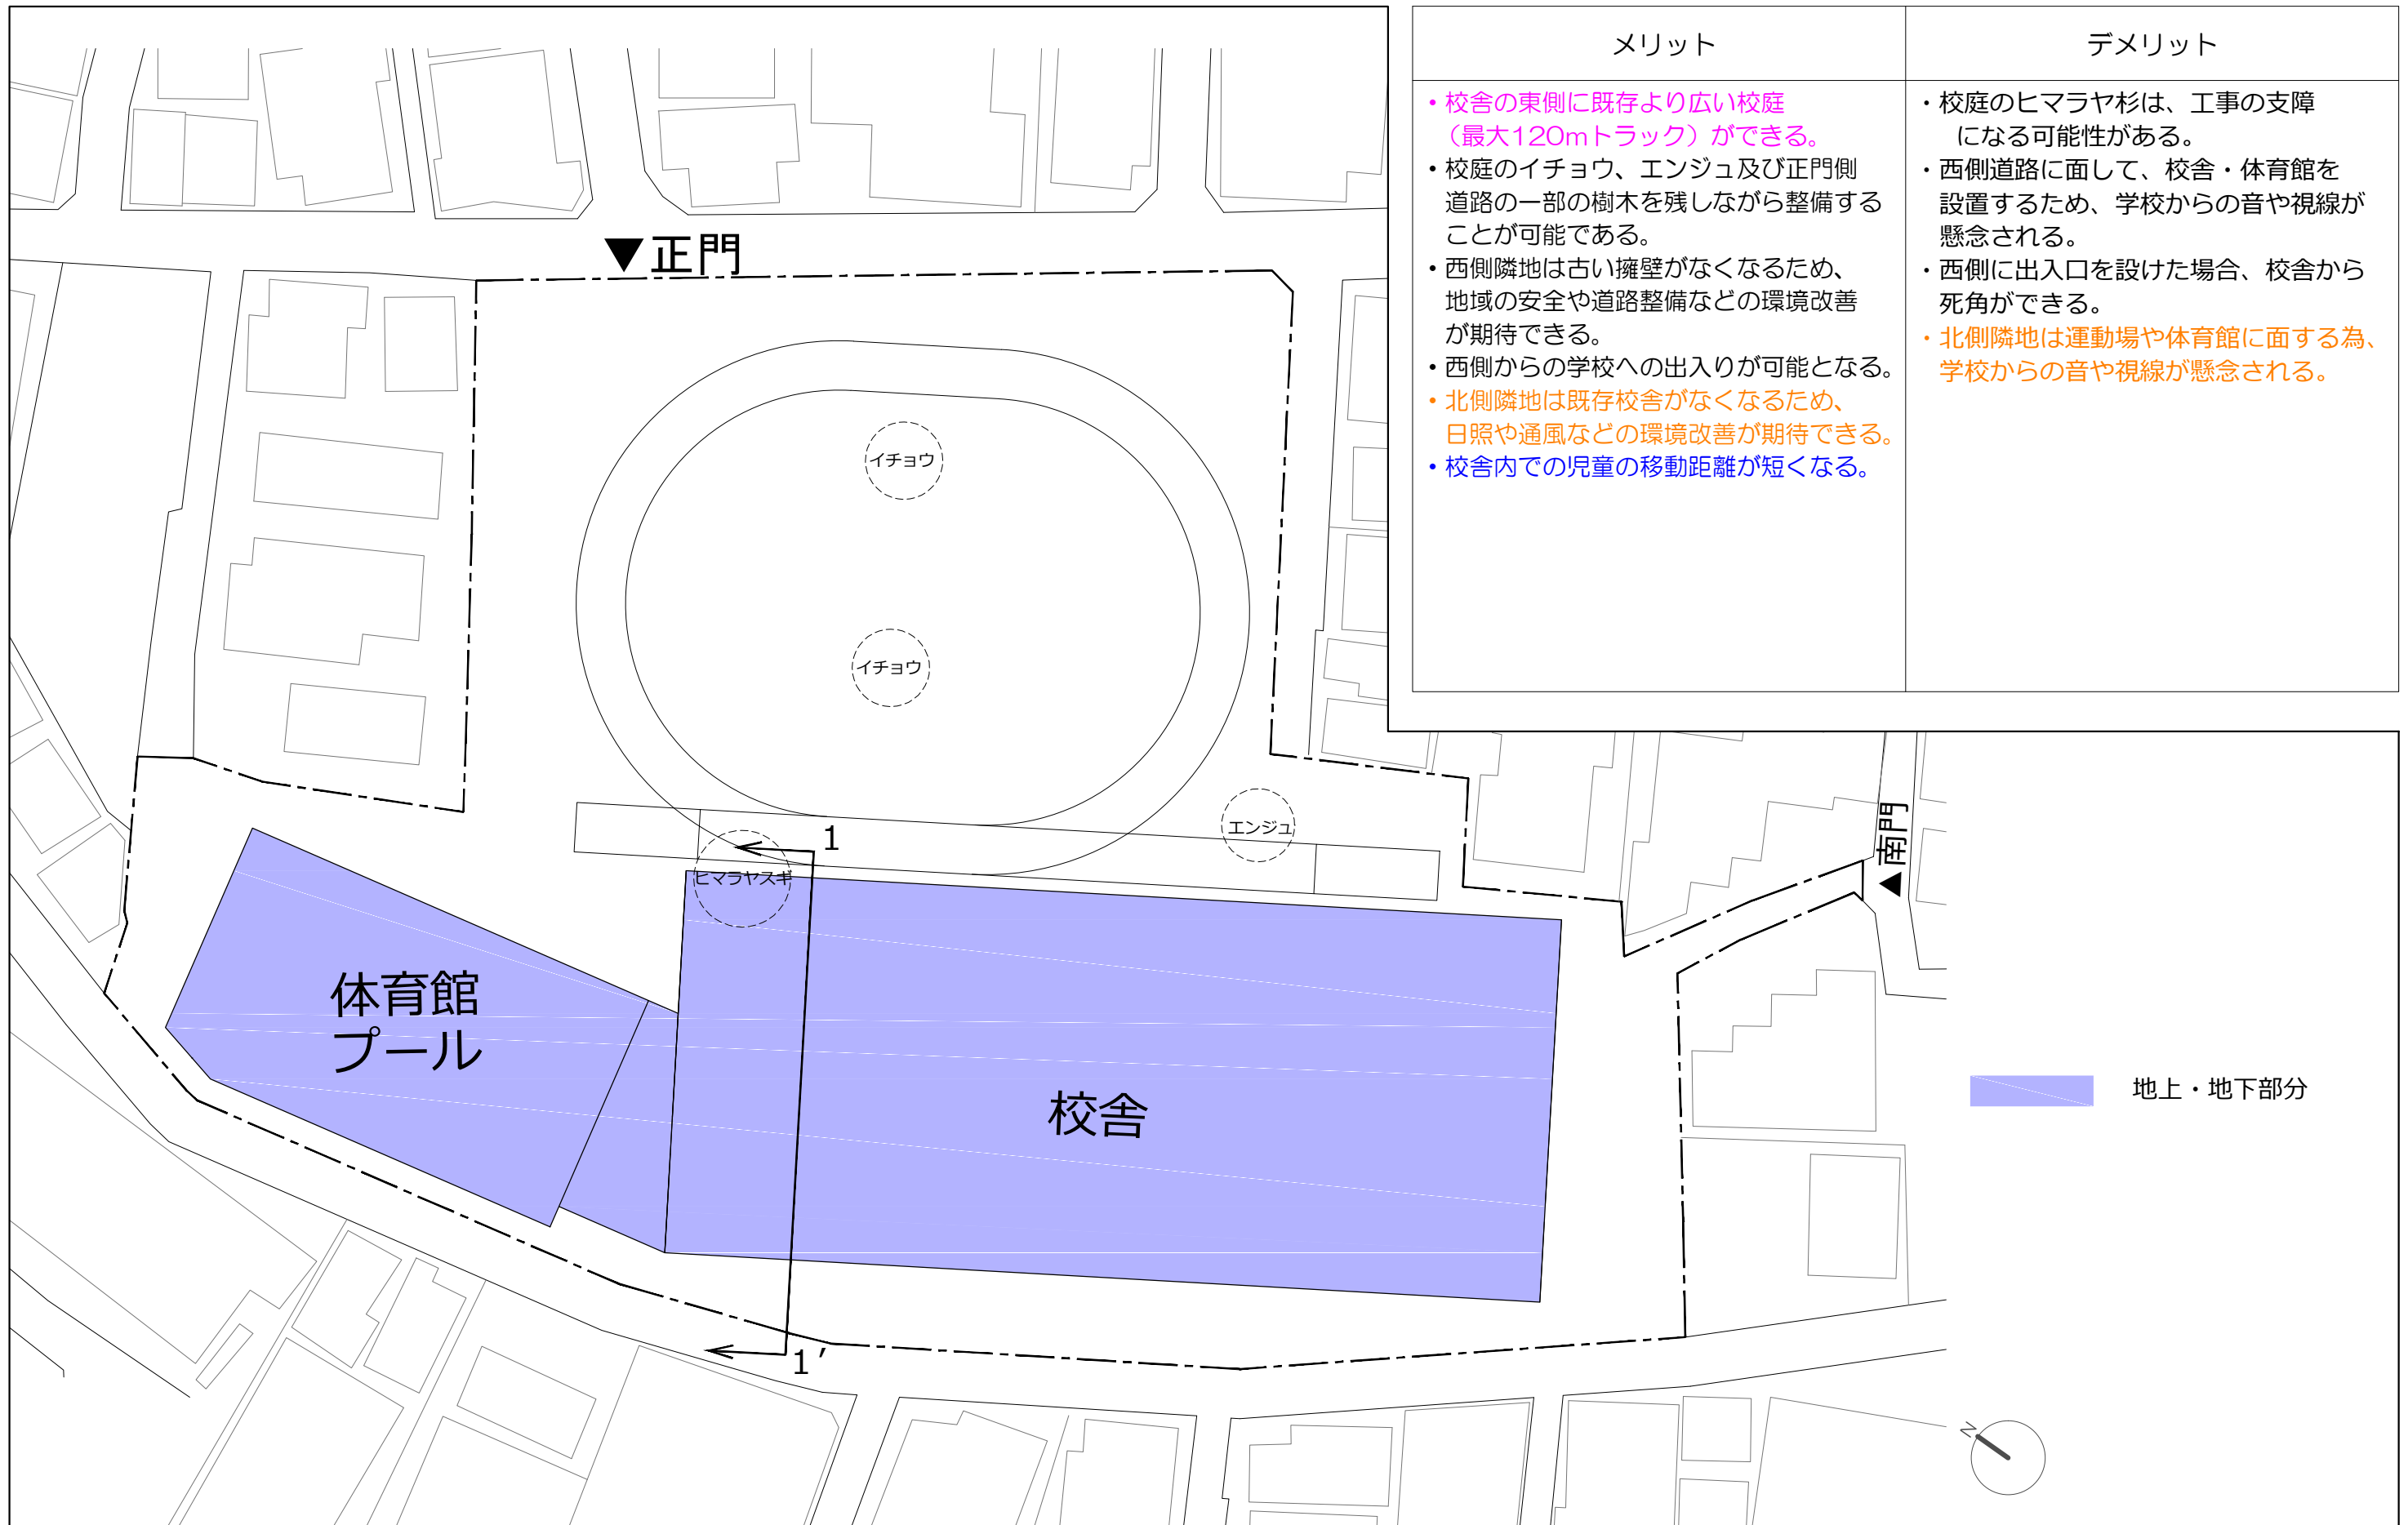 メリット
デメリット
・校舎の東側に既存より広い校庭
（最大120mトラック）ができる。
・校庭のイチョウ、エンジュ及び正門側
道路の一部の樹木を残しながら整備する
ことが可能である。
・西側隣地は古い擁壁がなくなるため、
地域の安全や道路整備などの環境改善
が期待できる。
・西側からの学校への出入りが可能となる。
・北側隣地は既存校舎がなくなるため、
日照や通風などの環境改善が期待できる。
・校舎内での児童の移動距離が短くなる。
・校庭のヒマラヤ杉は、工事の支障
になる可能性がある。
・西側道路に面して、校舎・体育館を
設置するため、学校からの音や視線が
懸念される。
・西側に出入口を設けた場合、校舎から
死角ができる。
・北側隣地は運動場や体育館に面する為、
学校からの音や視線が懸念される。
▼正門
イチョウ
イチョウ
エンジュ
1
ヒマラヤスギ
▲南門
体育館
プール
校舎
地上・地下部分
1′
N